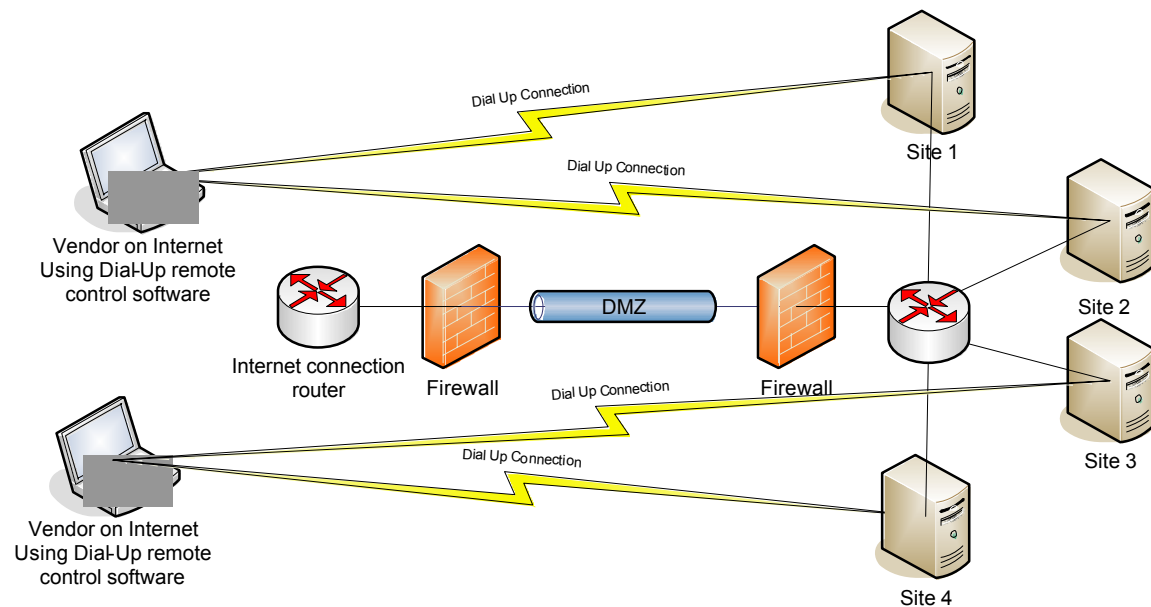 Dial Up Connection
Site 1
Dial Up Connection
Vendor on Internet
Using Dial-Up remote
control software
Site 2
DMZ
Internet connection
router
Firewall
Firewall
Dial Up Connection
Site 3
Dial Up Connection
Vendor on Internet
Using Dial-Up remote
control software
Site 4